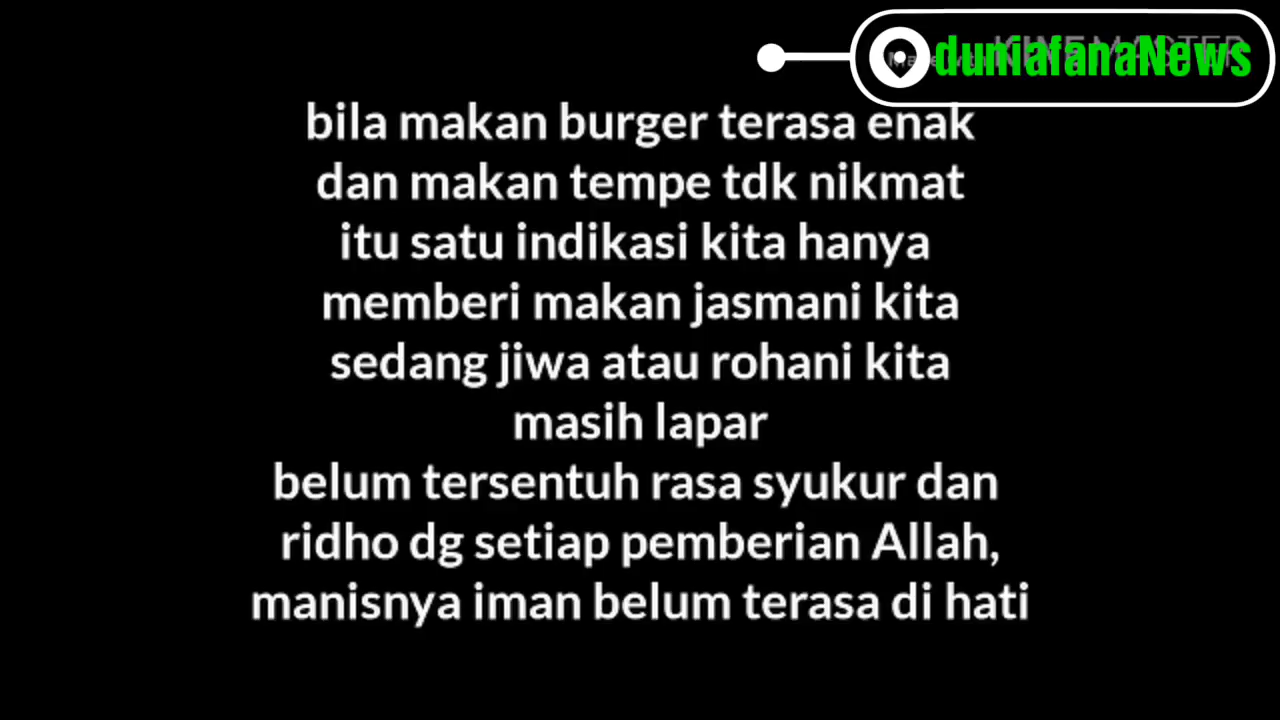 duniafanaNews
bila makan burger terasa enak
dan makan tempe tdk nikmat
itu satu indikasi kita hanya
memberi makan jasmani kita
sedang jiwa atau rohani kita
masih lapar
belum tersentuh rasa syukur dan
ridho dg setiap pemberian Allah,
manisnya iman belum terasa di hati